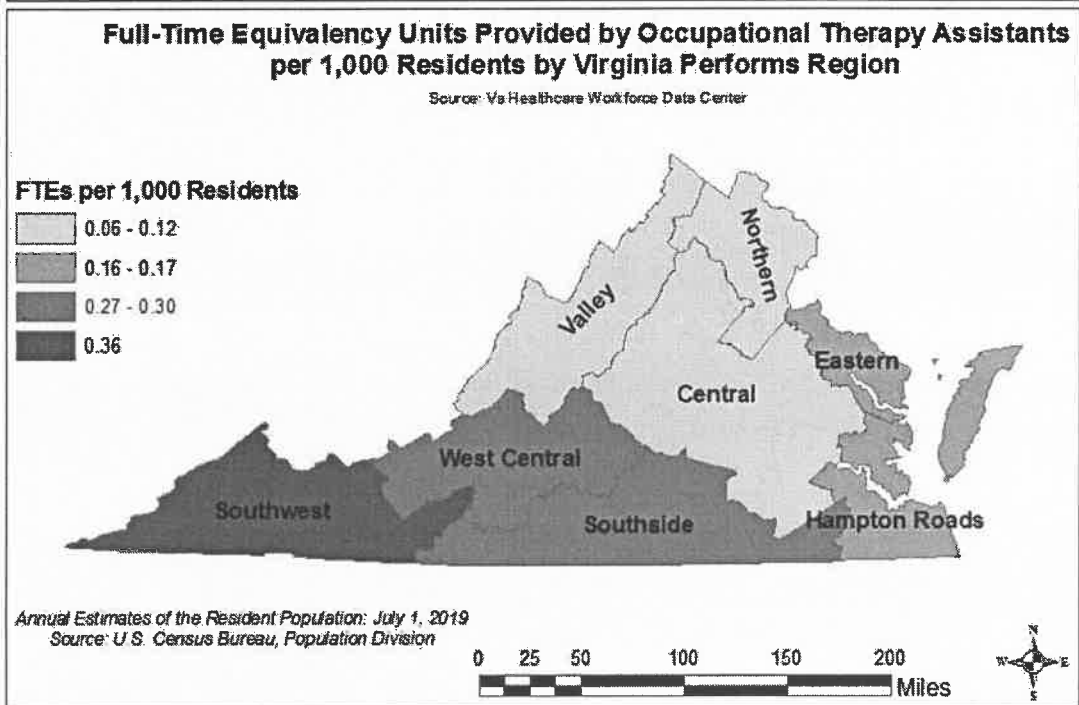 Full-Time Equivalency Units Provided by Occupational Therapy Assistants
per 1,000 Residents by Virginia Performs Region
Source: Va Healthcare Workforce Data Center
FTEs per 1,000 Residents
0.06 - 0.12
0.16 - 0.17
0.27 - 0.30
0.36
Northern
Valley
Eastern
Central
West Central
Southwest
Southside
Hampton Roads
Annual Estimates of the Resident Population: July 1, 2019
Source: U.S. Census Bureau, Population Division
0 25 50 100 150 200
Miles
N
W E
S